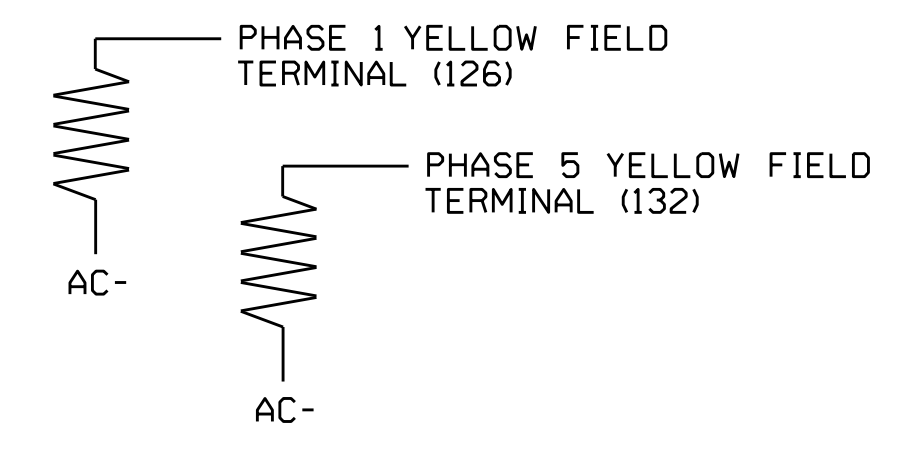 PHASE 1 YELLOW FIELD
TERMINAL (126)
AC-
PHASE 5 YELLOW FIELD
TERMINAL (132)
AC-